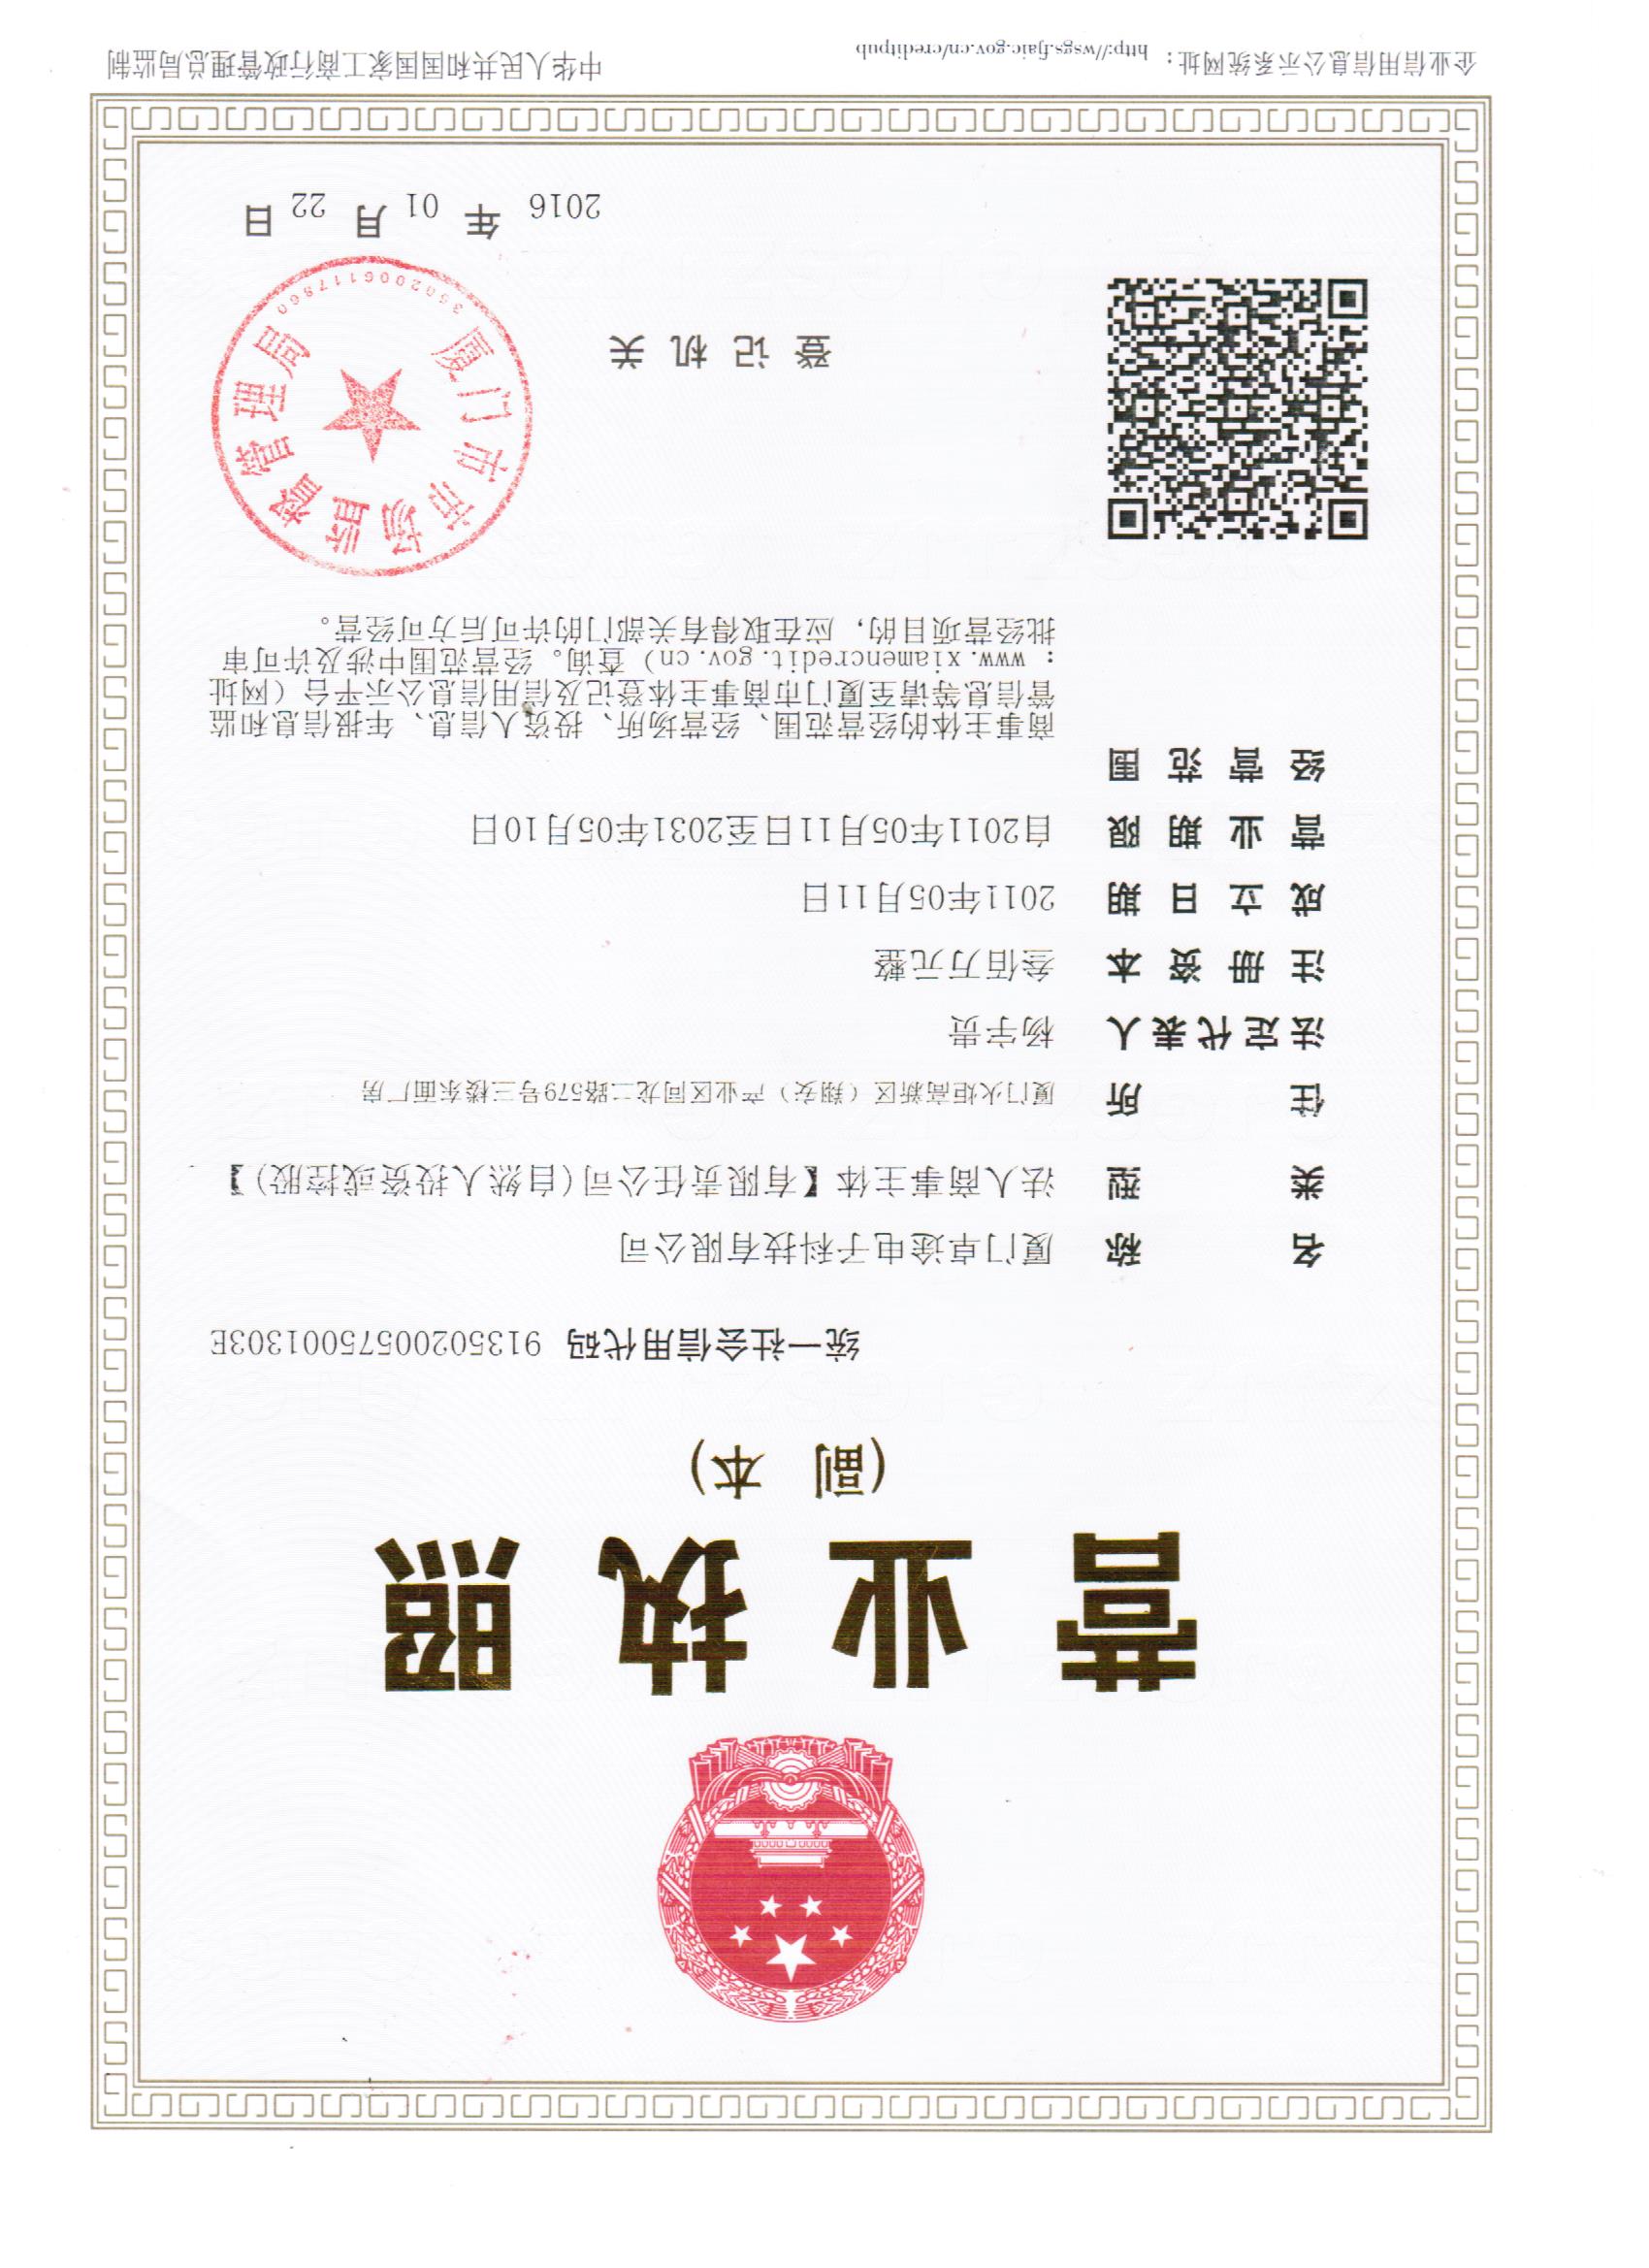 营业执照
(副 本)
统一社会信用代码 91350200575001303E
名 称 厦门卓途电子科技有限公司
类 型 法人商事主体【有限责任公司(自然人投资或控股)】
住 所 厦门火炬高新区（翔安）产业区同龙二路579号三楼东面厂房
法定代表人 杨宇贵
注册资本 叁佰万元整
成立日期 2011年05月11日
营业期限 自2011年05月11日至2031年05月10日
经营范围
商事主体的经营范围、经营场所、投资人信息、年报信息和监
管信息等请至厦门市商事主体登记及信用信息公示平台（网址
：www.xiamencredit.gov.cn）查询。经营范围中涉及许可审
批经营项目的，应在取得有关部门的许可后方可经营。
登记机关
厦门市市场监督管理局
3502006117860
2016 年 01 月 22 日
企业信用信息公示系统网址：http://wsgs.fjaic.gov.cn/creditpub
中华人民共和国国家工商行政管理总局监制